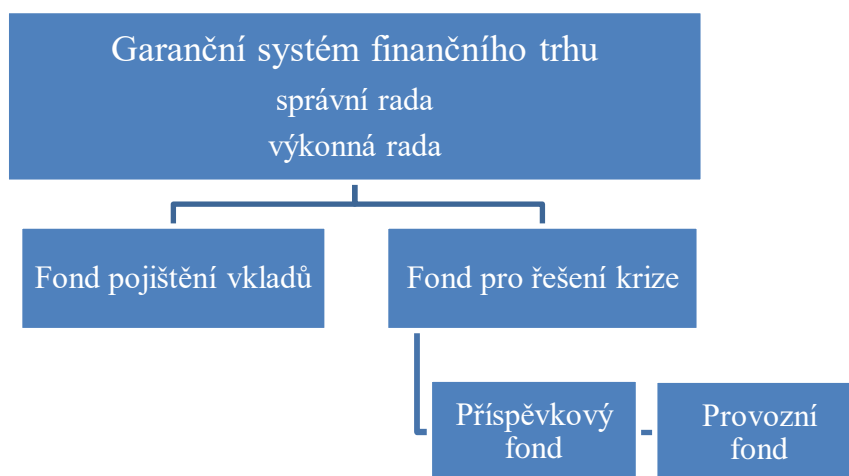 Garanční systém finančního trhu
správní rada
výkonná rada
Fond pojištění vkladů
Fond pro řešení krize
Příspěvkový
fond
Provozní
fond